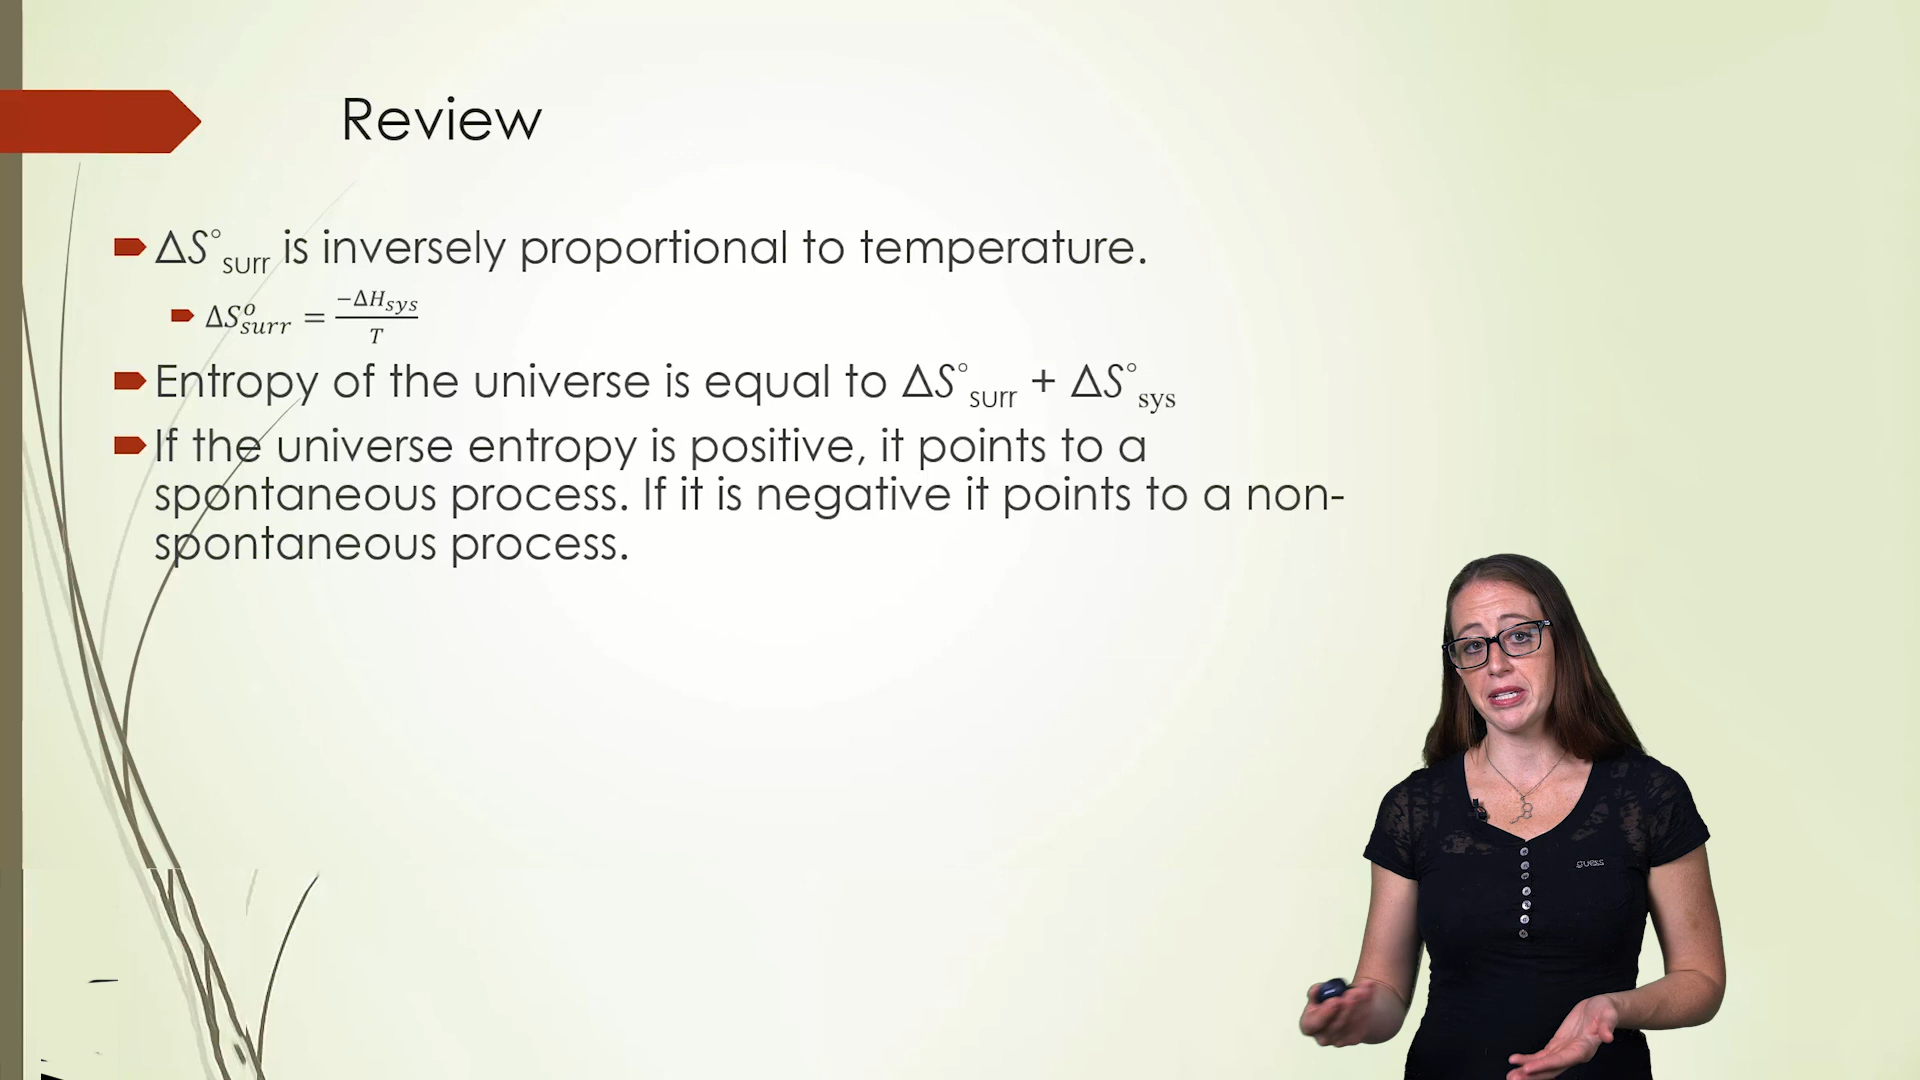 Review
ΔS°surr is inversely proportional to temperature.
ΔS°surr = −ΔHsys / T
Entropy of the universe is equal to ΔS°surr + ΔS°sys
If the universe entropy is positive, it points to a
spontaneous process. If it is negative it points to a non-
spontaneous process.
GUESS